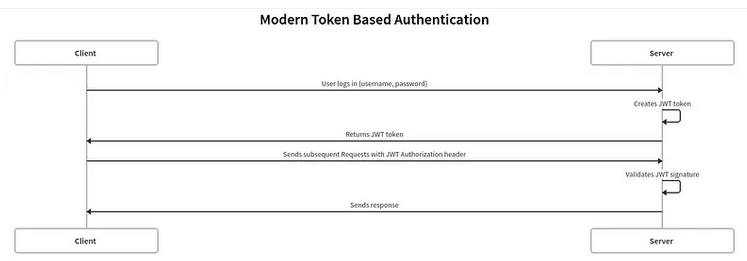 Modern Token Based Authentication
Client
Server
User logs in (username, password)
Creates JWT token
Returns JWT token
Sends subsequent Requests with JWT Authorization header
Validates JWT signature
Sends response
Client
Server